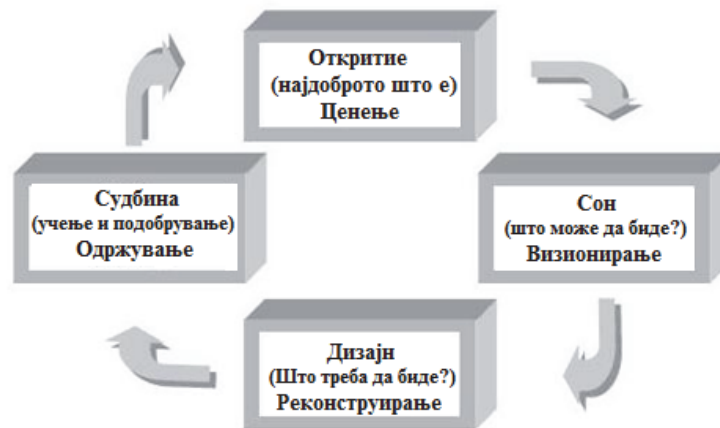 Откритие
(најдоброто што е)
Ценење
Судбина
(учење и подобрување)
Одржување
Сон
(што може да биде?)
Визионирање
Дизајн
(Што треба да биде?)
Реконструирање